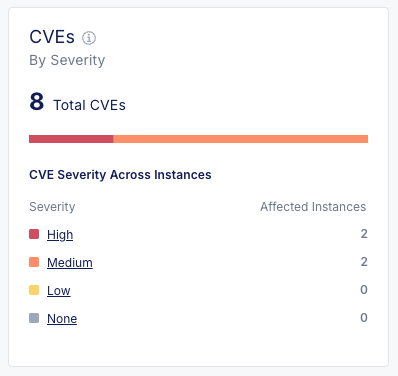 CVEs
By Severity
8 Total CVEs
CVE Severity Across Instances
Severity Affected Instances
High 2
Medium 2
Low 0
None 0